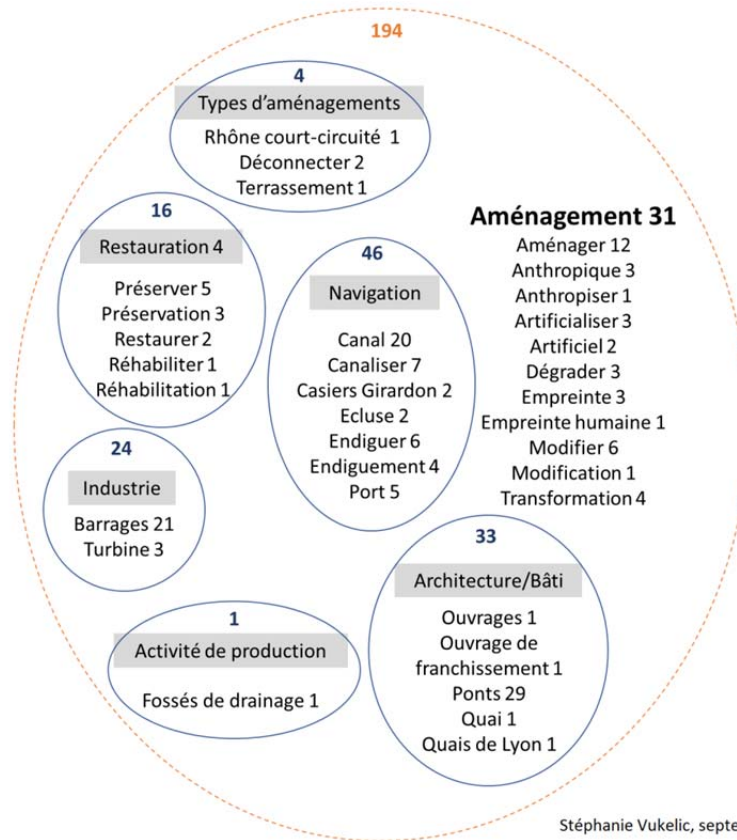 194
4
Types d’aménagements
Rhône court-circuité 1
Déconnecter 2
Terrassement 1
16
Restauration 4
Préserver 5
Préservation 3
Restaurer 2
Réhabiliter 1
Réhabilitation 1
46
Navigation
Canal 20
Canaliser 7
Casiers Girardon 2
Ecluse 2
Endiguer 6
Endiguement 4
Port 5
Aménagement 31
Aménager 12
Anthropique 3
Anthropiser 1
Artificialiser 3
Artificiel 2
Dégrader 3
Empreinte 3
Empreinte humaine 1
Modifier 6
Modification 1
Transformation 4
24
Industrie
Barrages 21
Turbine 3
33
Architecture/Bâti
Ouvrages 1
Ouvrage de
franchissement 1
Ponts 29
Quai 1
Quais de Lyon 1
1
Activité de production
Fossés de drainage 1
Stéphanie Vukelic, septe